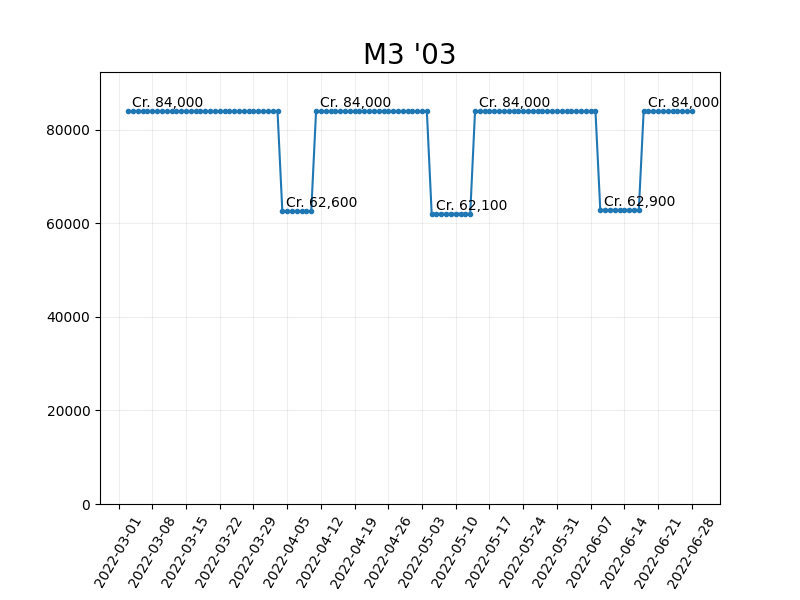 M3 '03
80000
60000
40000
20000
0
Cr. 84,000
Cr. 84,000
Cr. 84,000
Cr. 84,000
Cr. 62,600
Cr. 62,100
Cr. 62,900
2022-03-01
2022-03-08
2022-03-15
2022-03-22
2022-03-29
2022-04-05
2022-04-12
2022-04-19
2022-04-26
2022-05-03
2022-05-10
2022-05-17
2022-05-24
2022-05-31
2022-06-07
2022-06-14
2022-06-21
2022-06-28